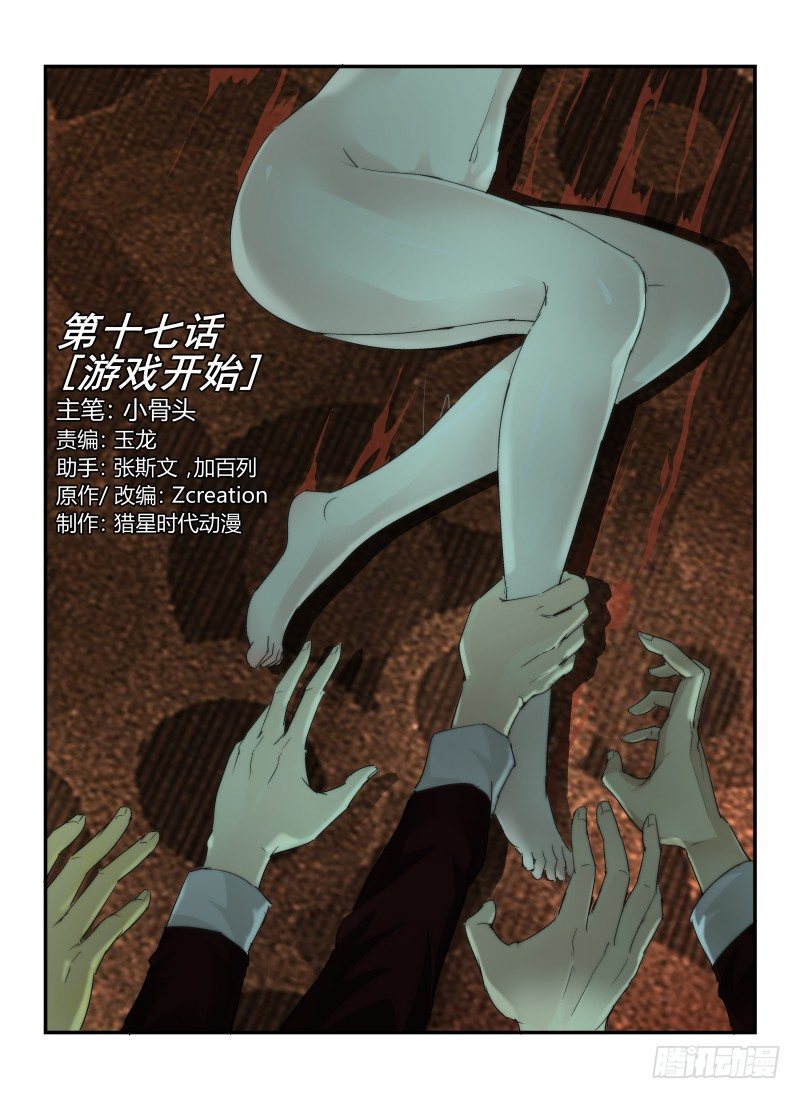 第十七话
[游戏开始]
主笔：小骨头
责编：玉龙
助手：张斯文，加百列
原作/改编：Zcreation
制作：猎星时代动漫
腾讯动漫